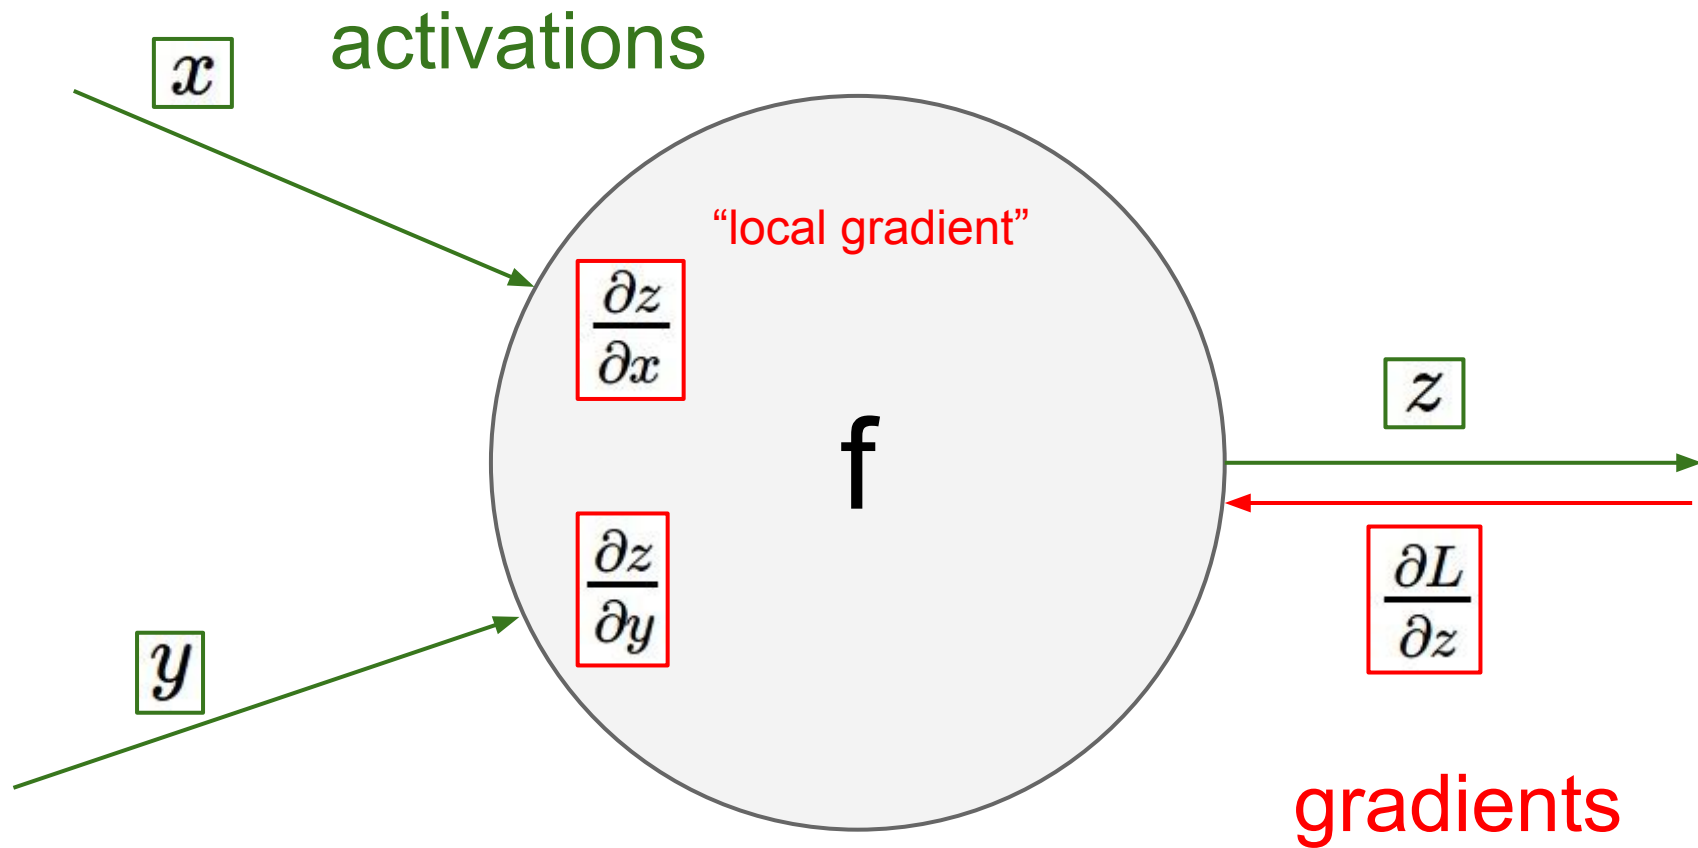 activations
x
“local gradient”
∂z
∂x
f
z
∂z
∂y
∂L
∂z
y
gradients